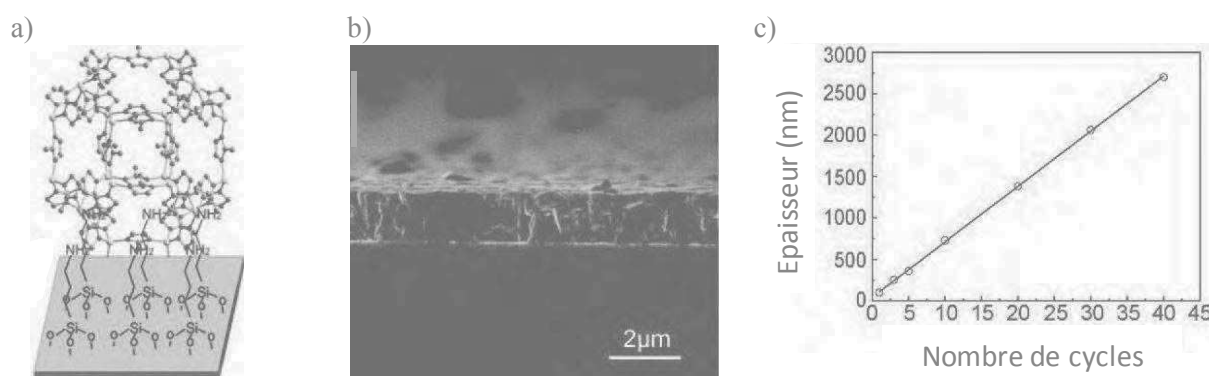 a)
b)
c)
NH₂ NH₂ NH₂
NH₂ NH₂ NH₂
Si Si Si
O O O O O O
Si Si Si
O O O O O O
2µm
Epaisseur (nm)
3000
2500
2000
1500
1000
500
0
0 5 10 15 20 25 30 35 40 45
Nombre de cycles